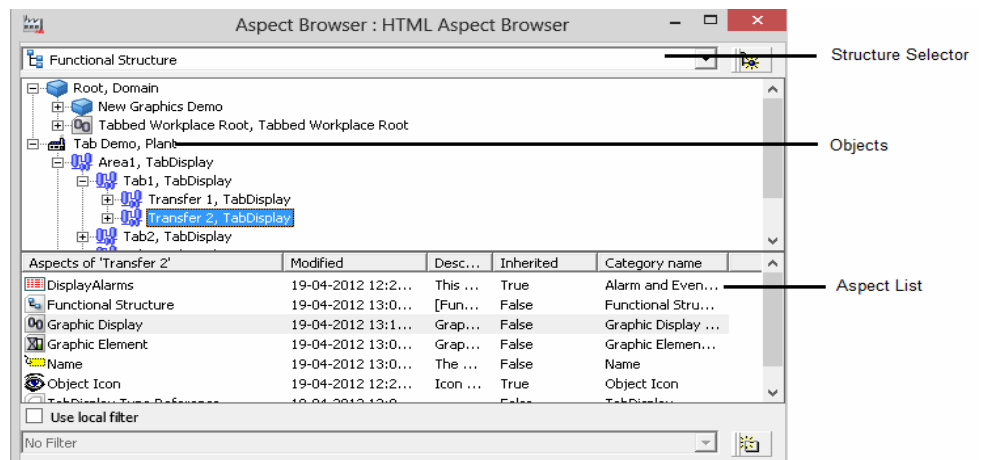 Aspect Browser : HTML Aspect Browser
Functional Structure
Structure Selector
Root, Domain
New Graphics Demo
Tabbed Workplace Root, Tabbed Workplace Root
Tab Demo, Plant
Objects
Area1, TabDisplay
Tab1, TabDisplay
Transfer 1, TabDisplay
Transfer 2, TabDisplay
Tab2, TabDisplay
Aspects of 'Transfer 2' Modified Desc... Inherited Category name
DisplayAlarms 19-04-2012 12:2... This ... True Alarm and Even...
Aspect List
Functional Structure 19-04-2012 13:0... [Fun... False Functional Stru...
Graphic Display 19-04-2012 13:1... Grap... False Graphic Display ...
Graphic Element 19-04-2012 13:0... Grap... False Graphic Elemen...
Name 19-04-2012 13:0... The ... False Name
Object Icon 19-04-2012 12:2... Icon ... True Object Icon
TabDisplay Type Reference False TabDisplay
Use local filter
No Filter